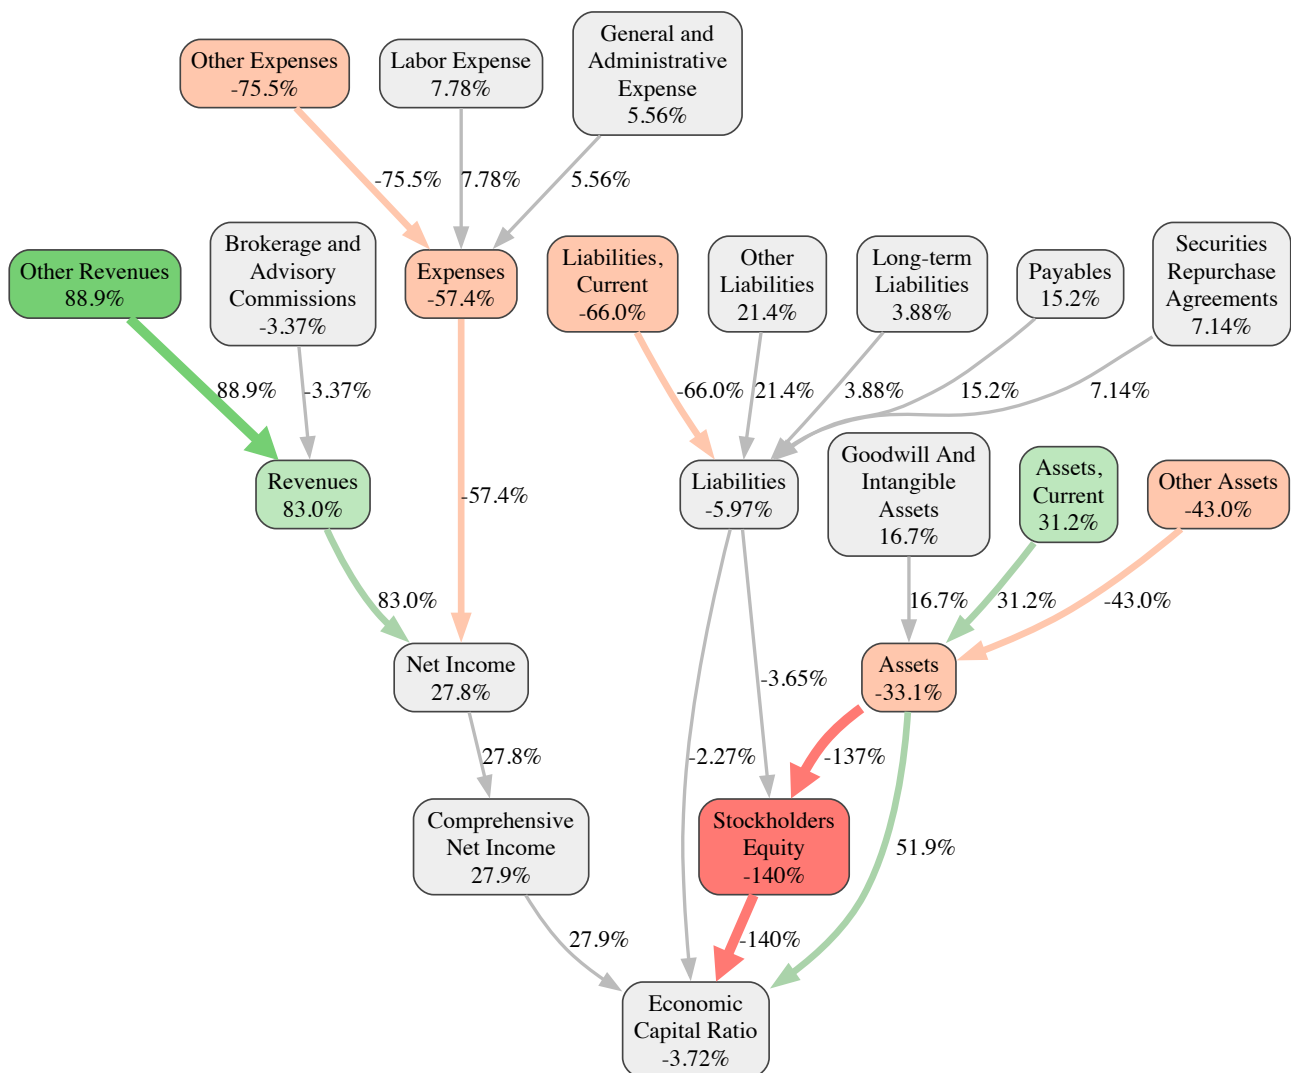 Other Expenses
-75.5%
Labor Expense
7.78%
General and
Administrative
Expense
5.56%
-75.5%
7.78%
5.56%
Other Revenues
88.9%
Brokerage and
Advisory
Commissions
-3.37%
Expenses
-57.4%
Liabilities,
Current
-66.0%
Other
Liabilities
21.4%
Long-term
Liabilities
3.88%
Payables
15.2%
Securities
Repurchase
Agreements
7.14%
88.9%
-3.37%
-66.0%
21.4%
3.88%
15.2%
7.14%
Revenues
83.0%
-57.4%
Liabilities
-5.97%
Goodwill And
Intangible
Assets
16.7%
Assets,
Current
31.2%
Other Assets
-43.0%
83.0%
16.7%
31.2%
-43.0%
Net Income
27.8%
-3.65%
Assets
-33.1%
27.8%
-2.27%
-137%
Comprehensive
Net Income
27.9%
Stockholders
Equity
-140%
51.9%
27.9%
-140%
Economic
Capital Ratio
-3.72%